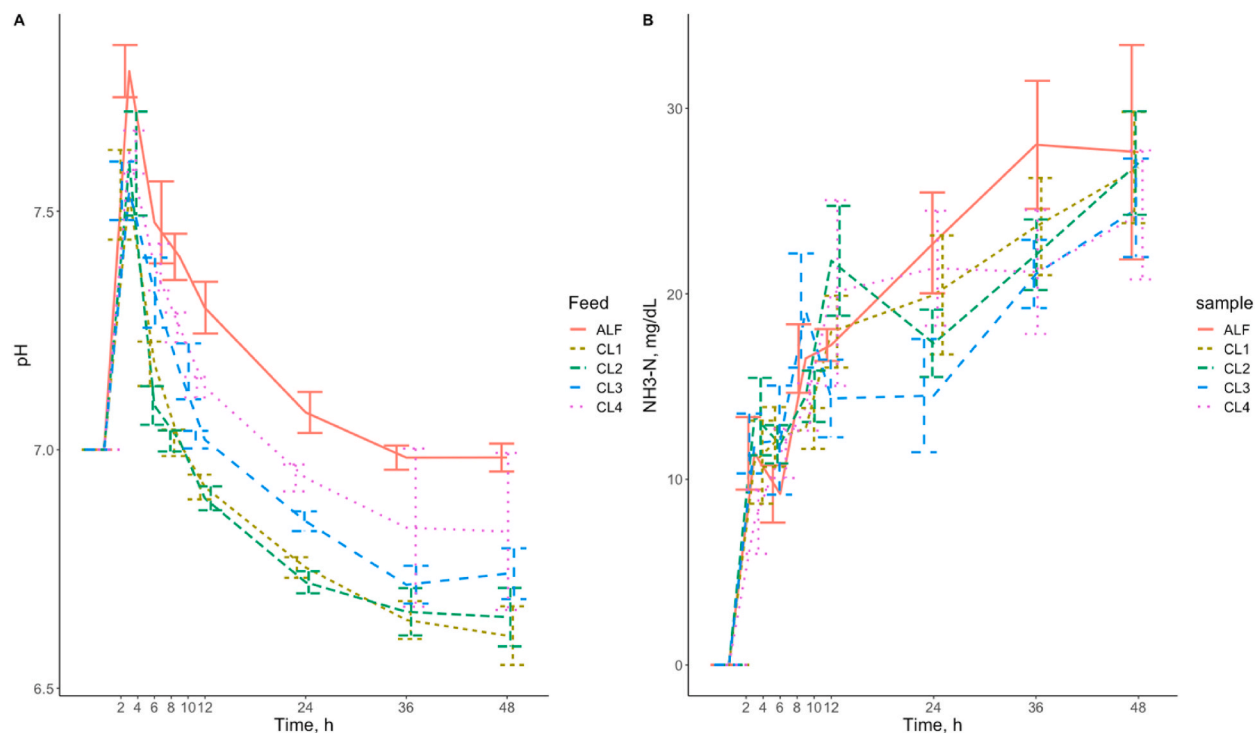 A
pH
7.5
7.0
6.5
2 4 6 8 10 12 24 36 48
Time, h
Feed
ALF
CL1
CL2
CL3
CL4
B
NH3-N, mg/dL
30
20
10
0
2 4 6 8 10 12 24 36 48
Time, h
sample
ALF
CL1
CL2
CL3
CL4